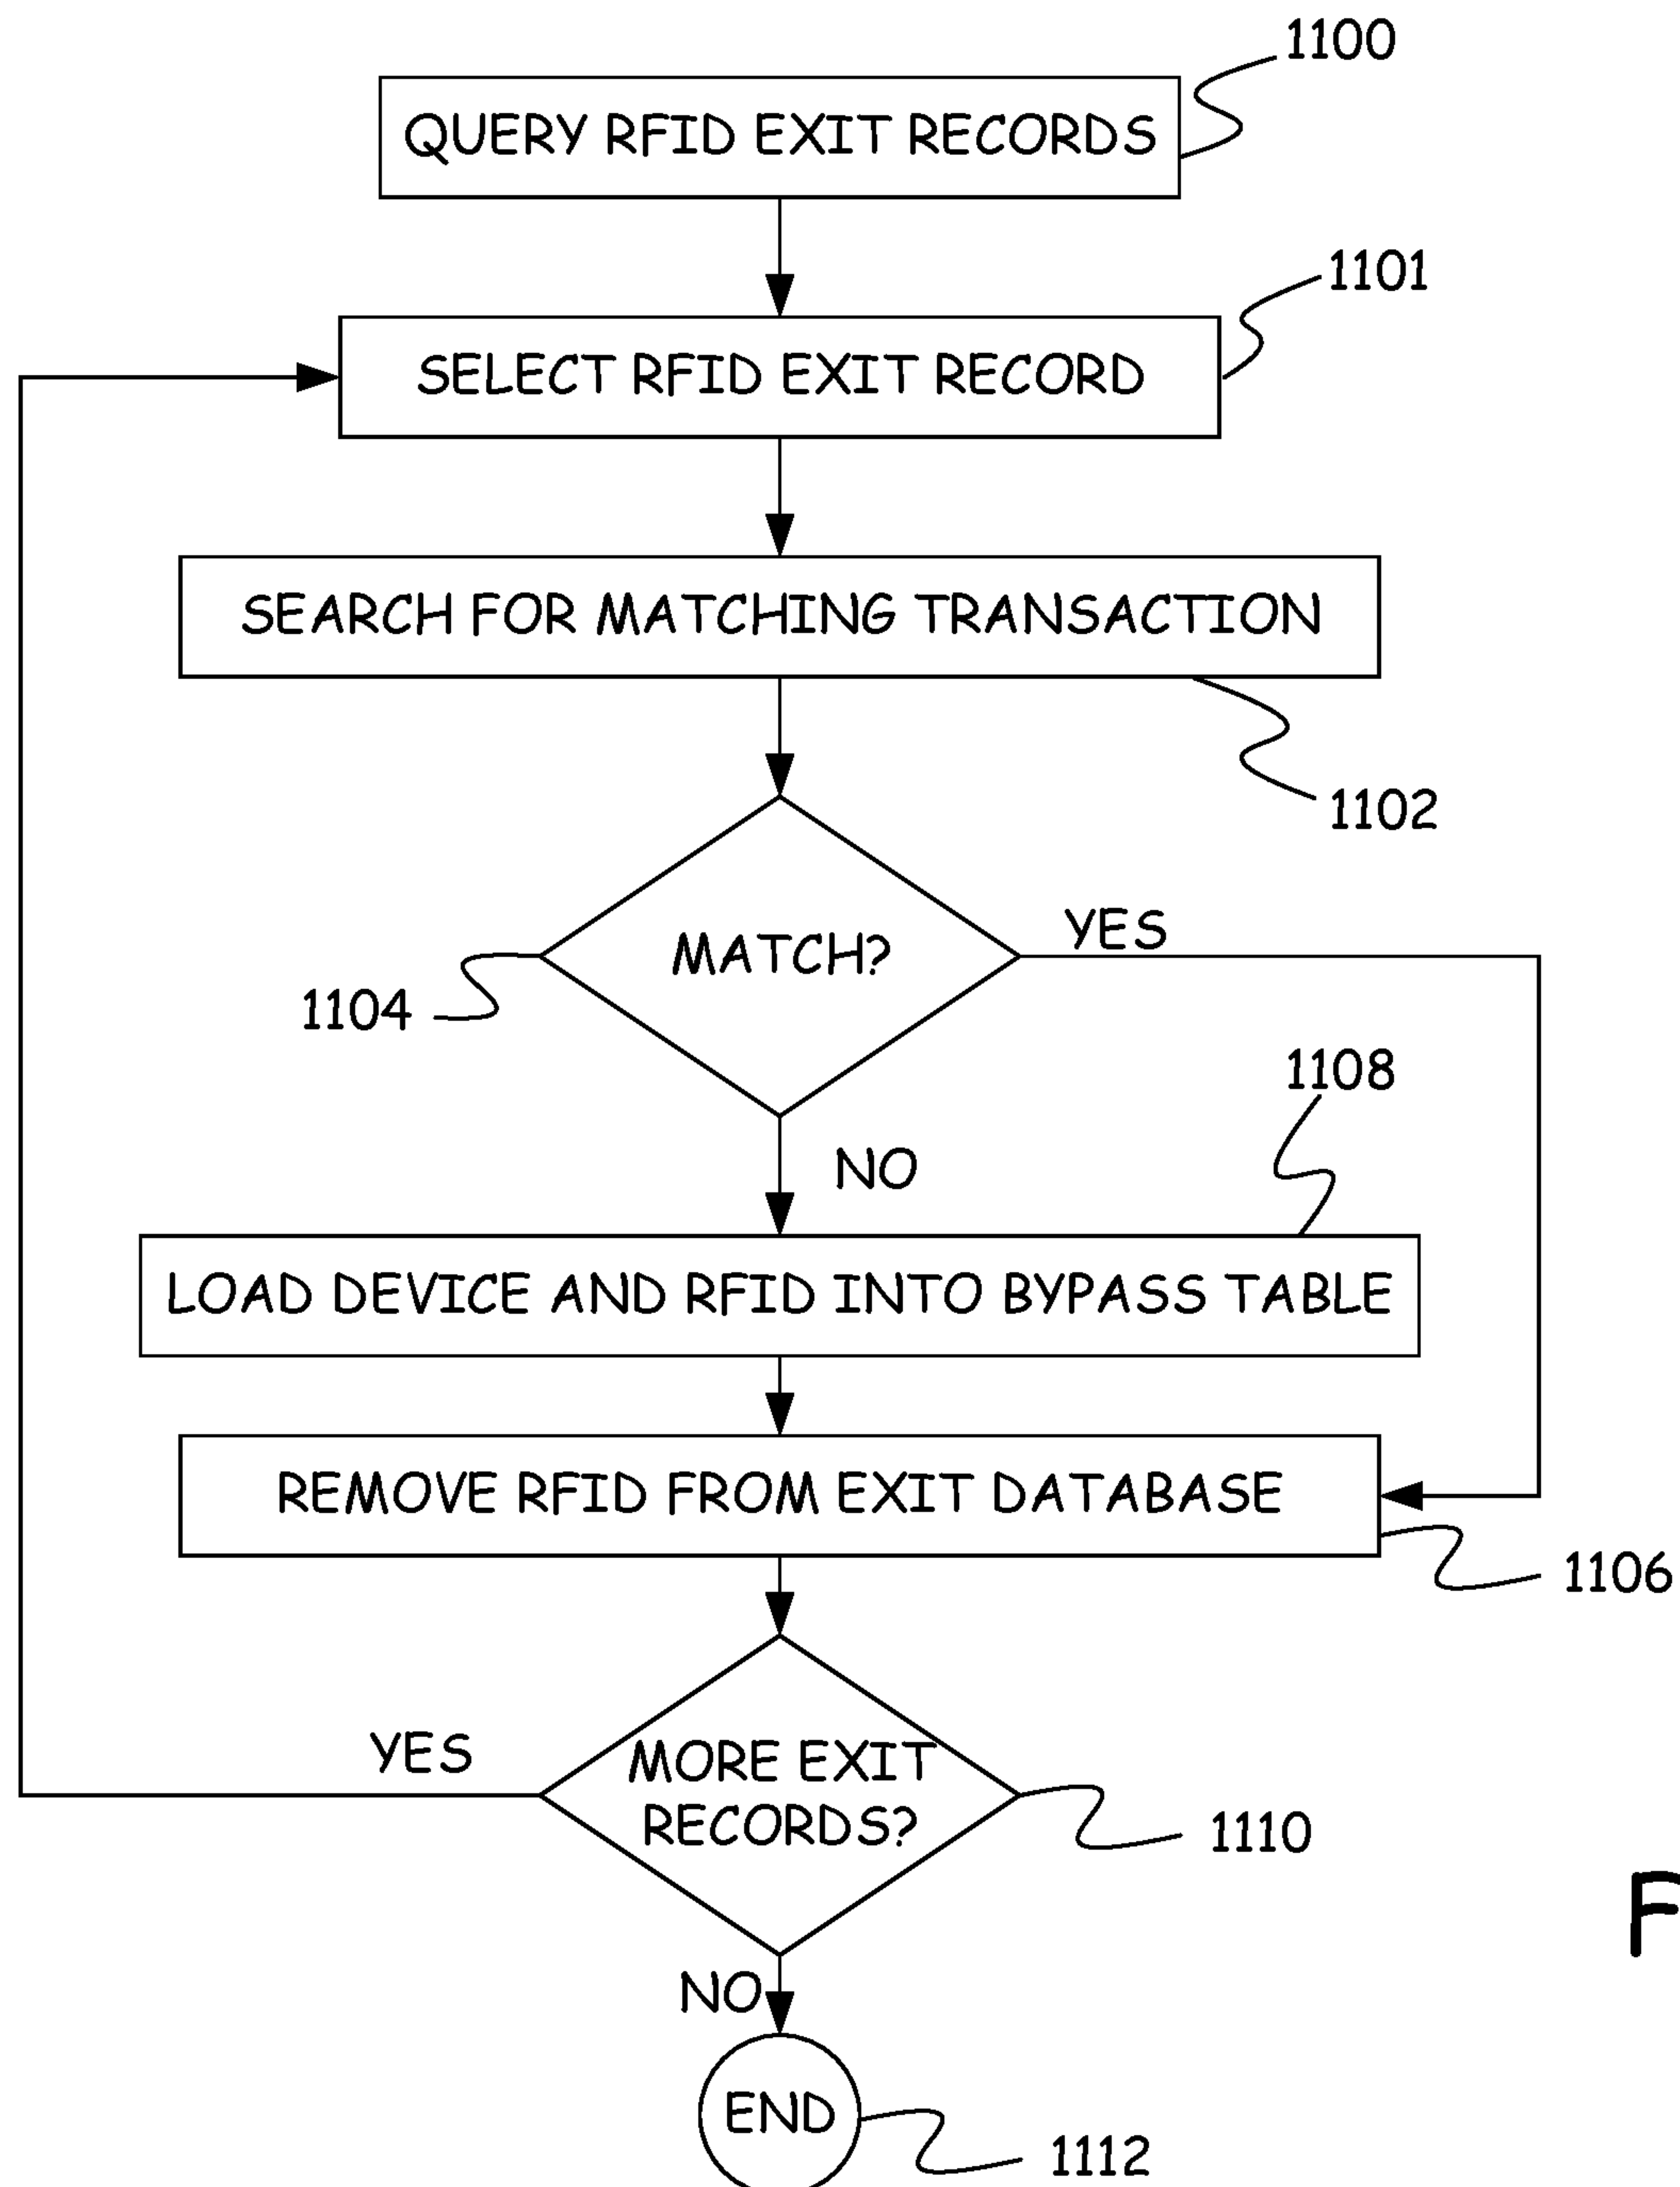 1100
QUERY RFID EXIT RECORDS
1101
SELECT RFID EXIT RECORD
SEARCH FOR MATCHING TRANSACTION
1102
MATCH?
YES
1104
1108
NO
LOAD DEVICE AND RFID INTO BYPASS TABLE
REMOVE RFID FROM EXIT DATABASE
1106
YES
MORE EXIT
RECORDS?
1110
F
NO
END
1112